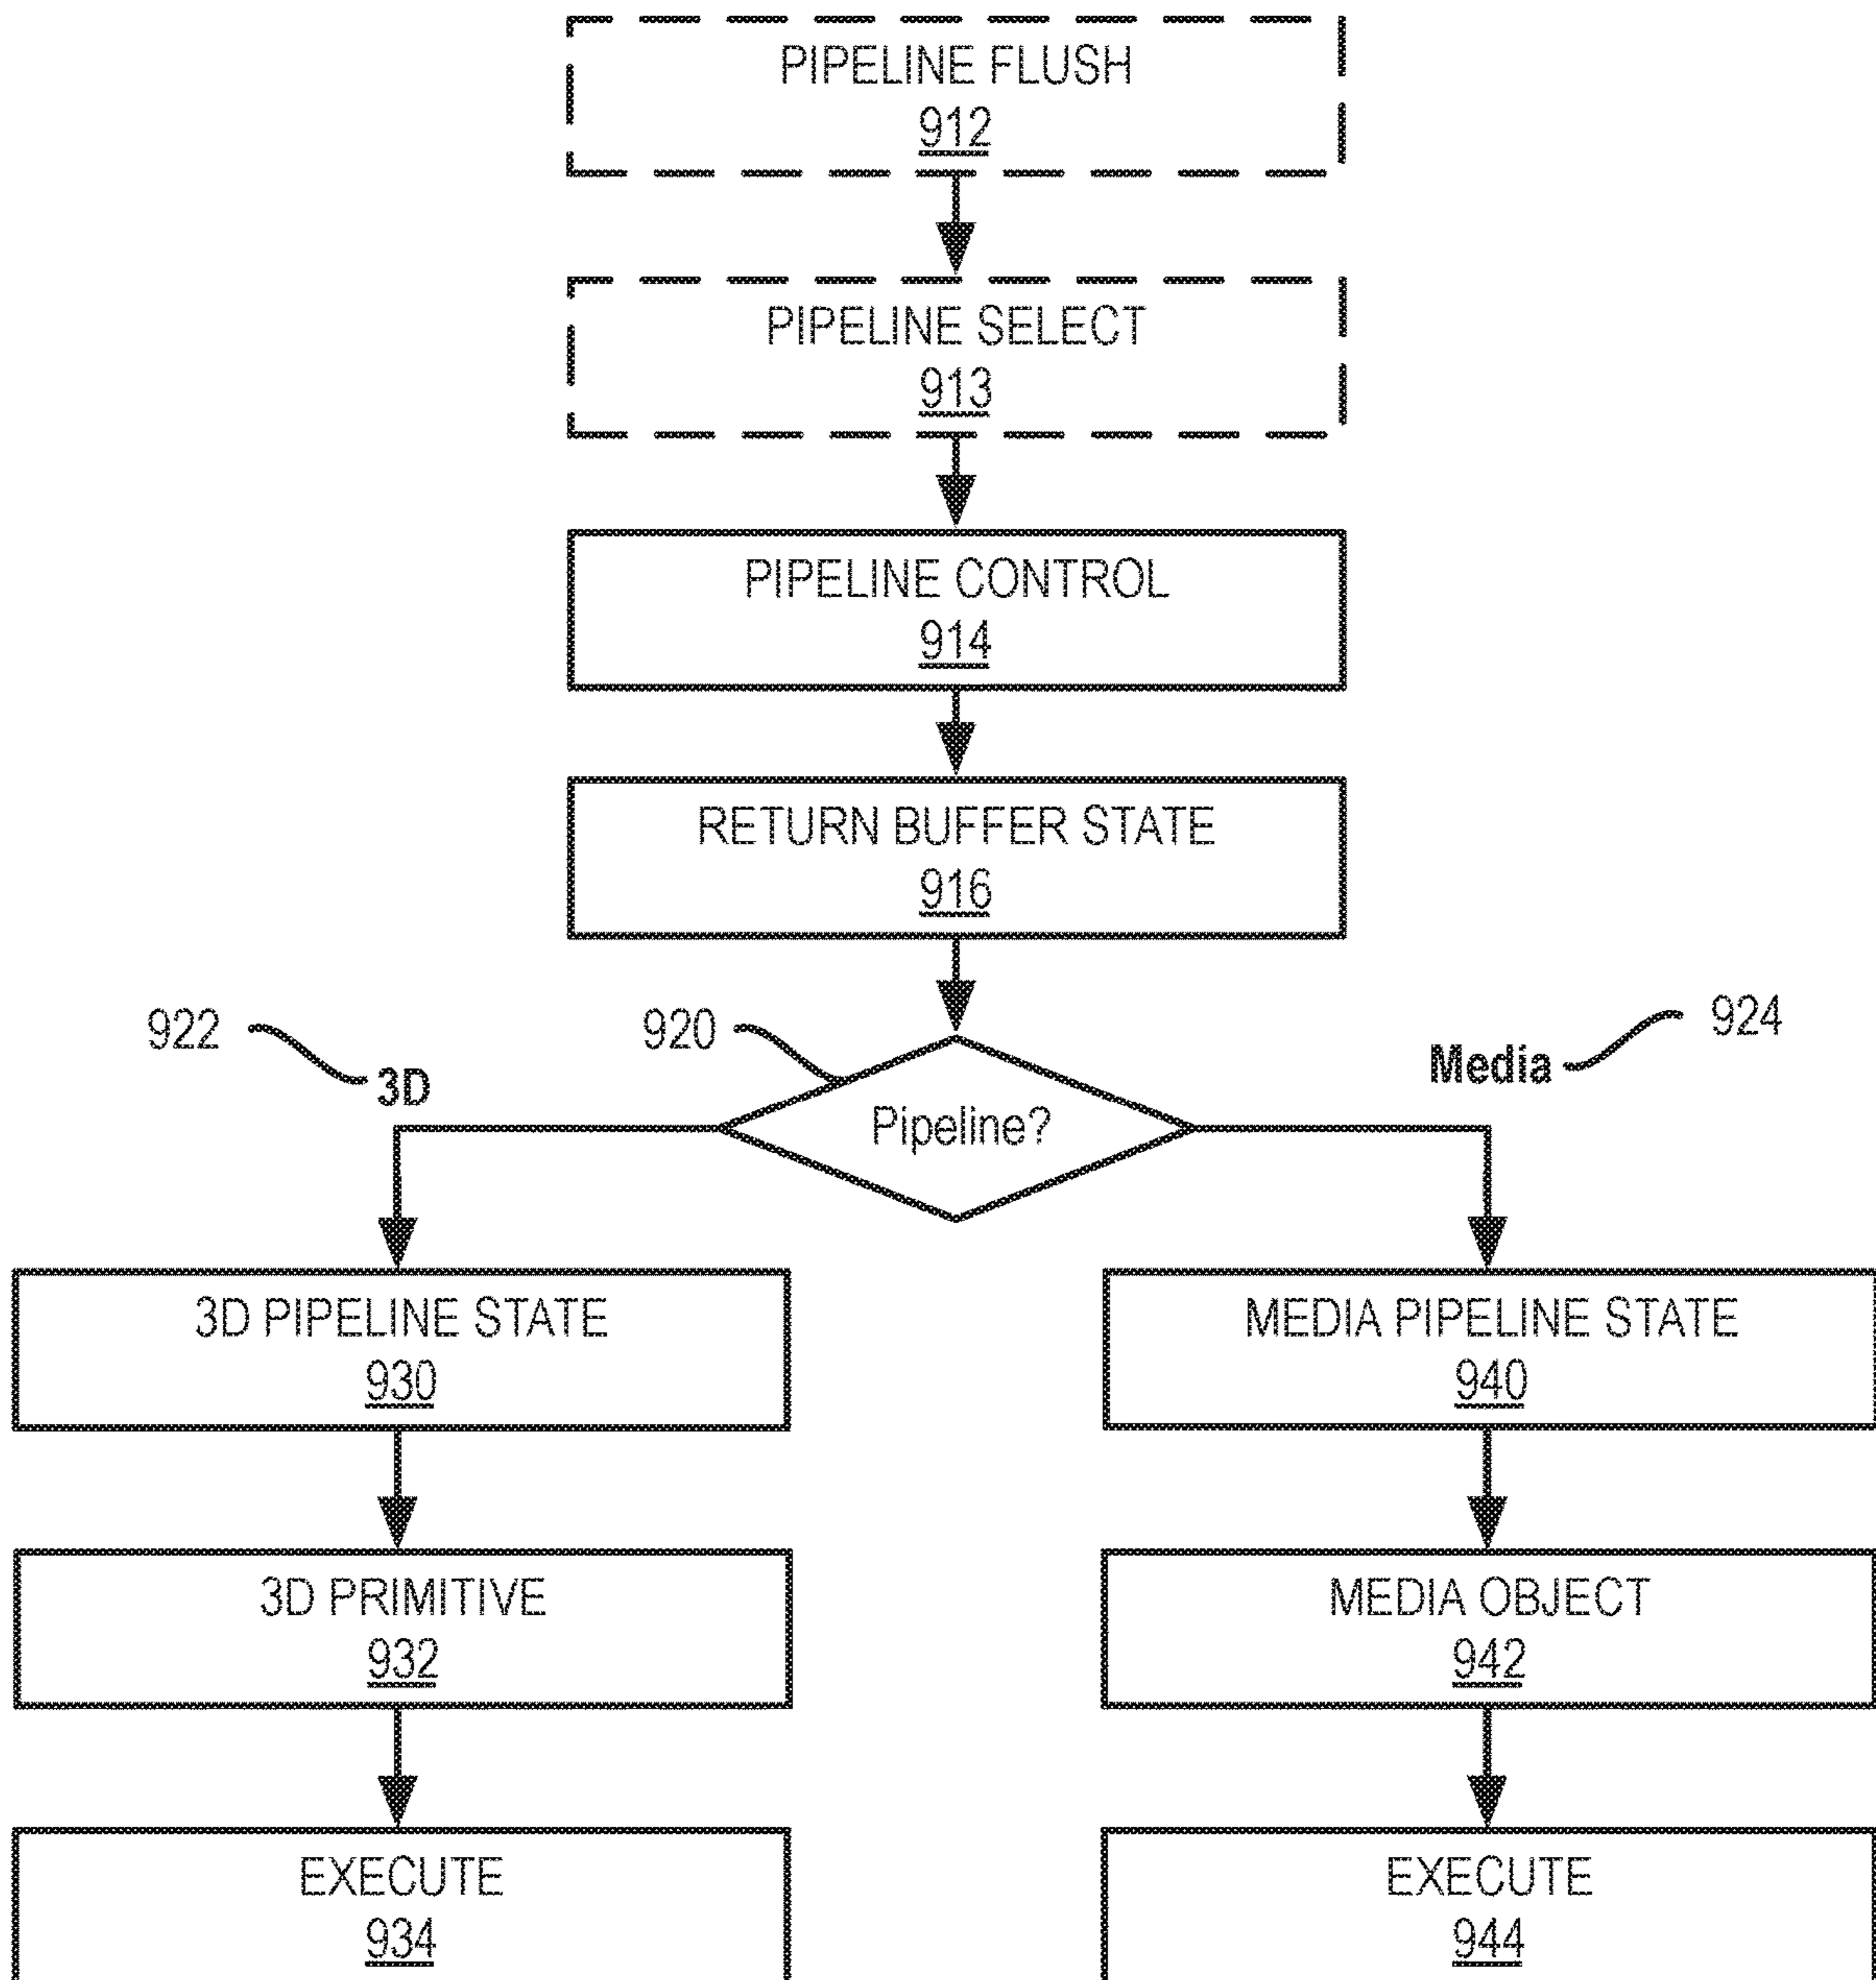 PIPELINE FLUSH
912
PIPELINE SELECT
913
PIPELINE CONTROL
914
RETURN BUFFER STATE
916
922
920
924
3D
Media
Pipeline?
3D PIPELINE STATE
930
MEDIA PIPELINE STATE
940
3D PRIMITIVE
932
MEDIA OBJECT
942
EXECUTE
934
EXECUTE
944